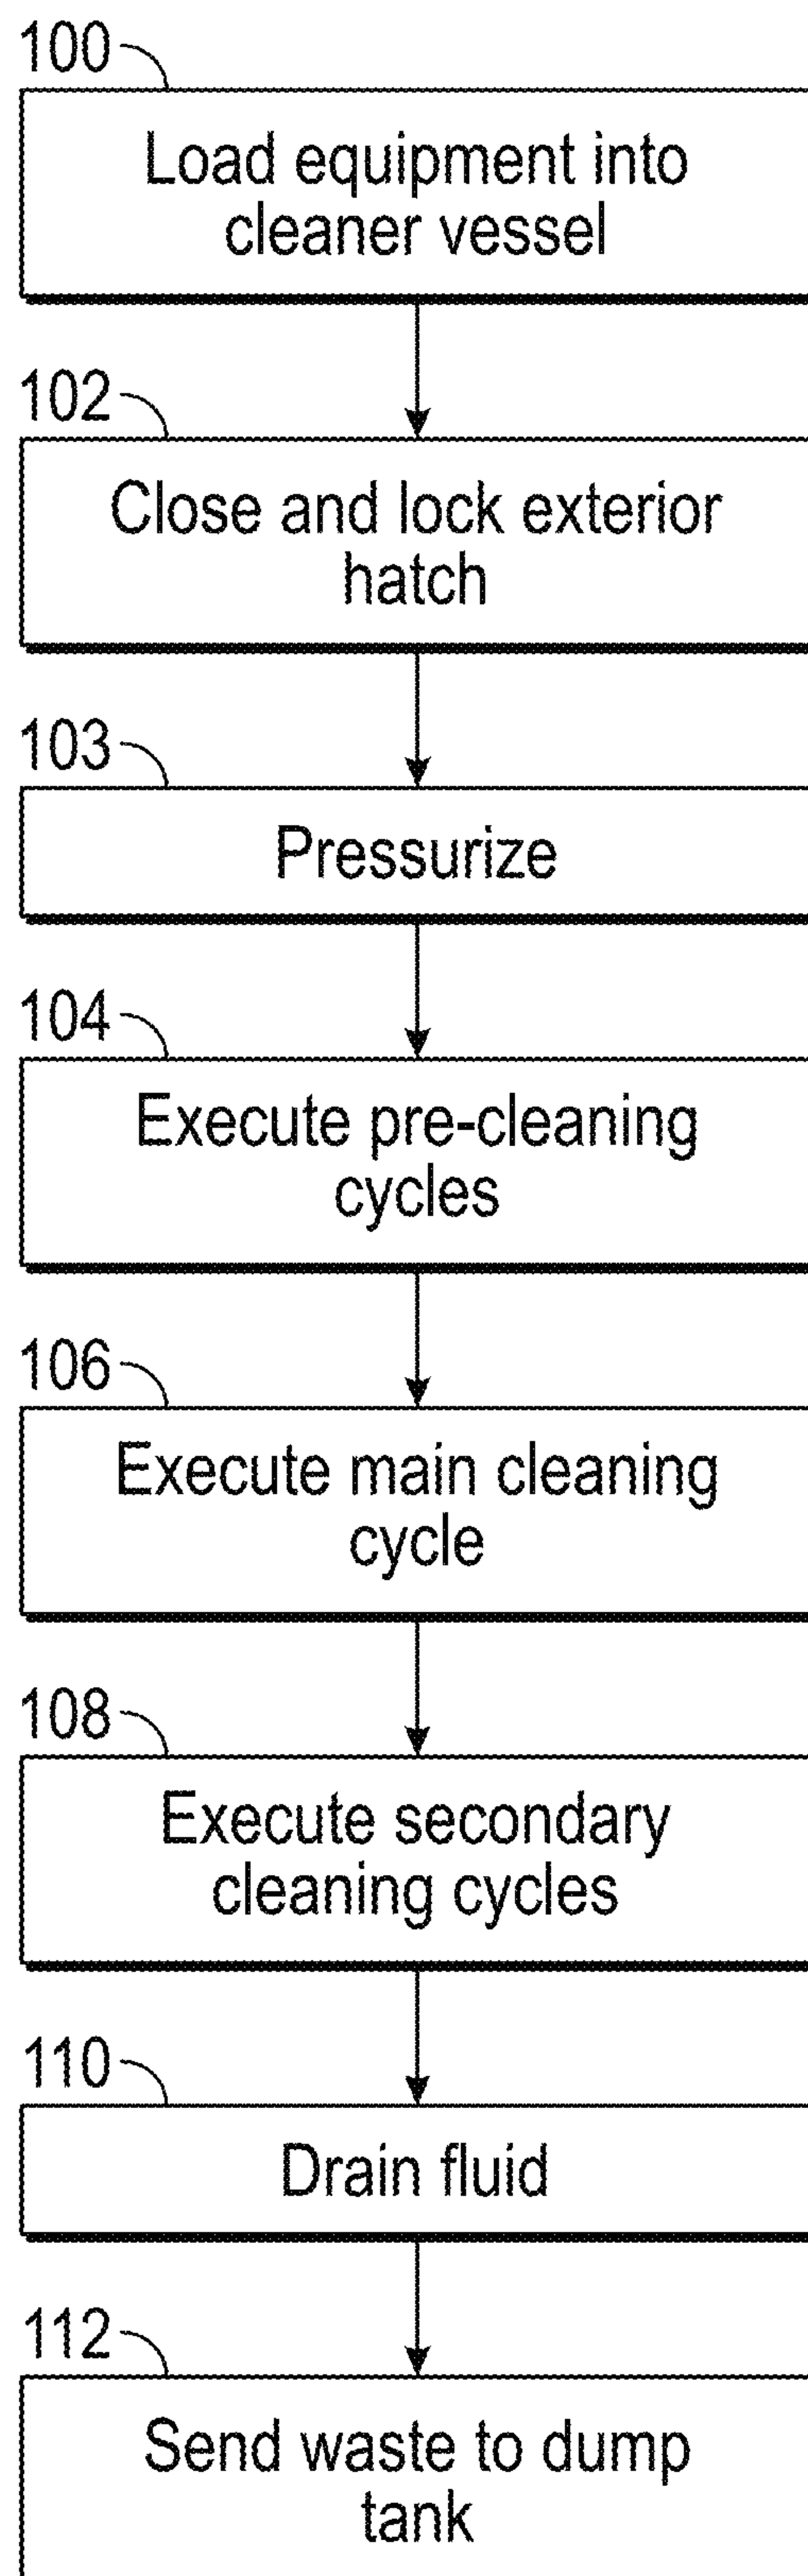 100
Load equipment into
cleaner vessel
102
Close and lock exterior
hatch
103
Pressurize
104
Execute pre-cleaning
cycles
106
Execute main cleaning
cycle
108
Execute secondary
cleaning cycles
110
Drain fluid
112
Send waste to dump
tank